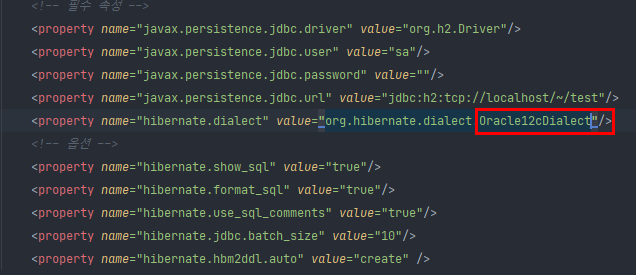 <!-- 필수 속성 -->
<property name="javax.persistence.jdbc.driver" value="org.h2.Driver"/>
<property name="javax.persistence.jdbc.user" value="sa"/>
<property name="javax.persistence.jdbc.password" value=""/>
<property name="javax.persistence.jdbc.url" value="jdbc:h2:tcp://localhost/~/test"/>
<property name="hibernate.dialect" value="org.hibernate.dialect.Oracle12cDialect"/>
<!-- 옵션 -->
<property name="hibernate.show_sql" value="true"/>
<property name="hibernate.format_sql" value="true"/>
<property name="hibernate.use_sql_comments" value="true"/>
<property name="hibernate.jdbc.batch_size" value="10"/>
<property name="hibernate.hbm2ddl.auto" value="create" />